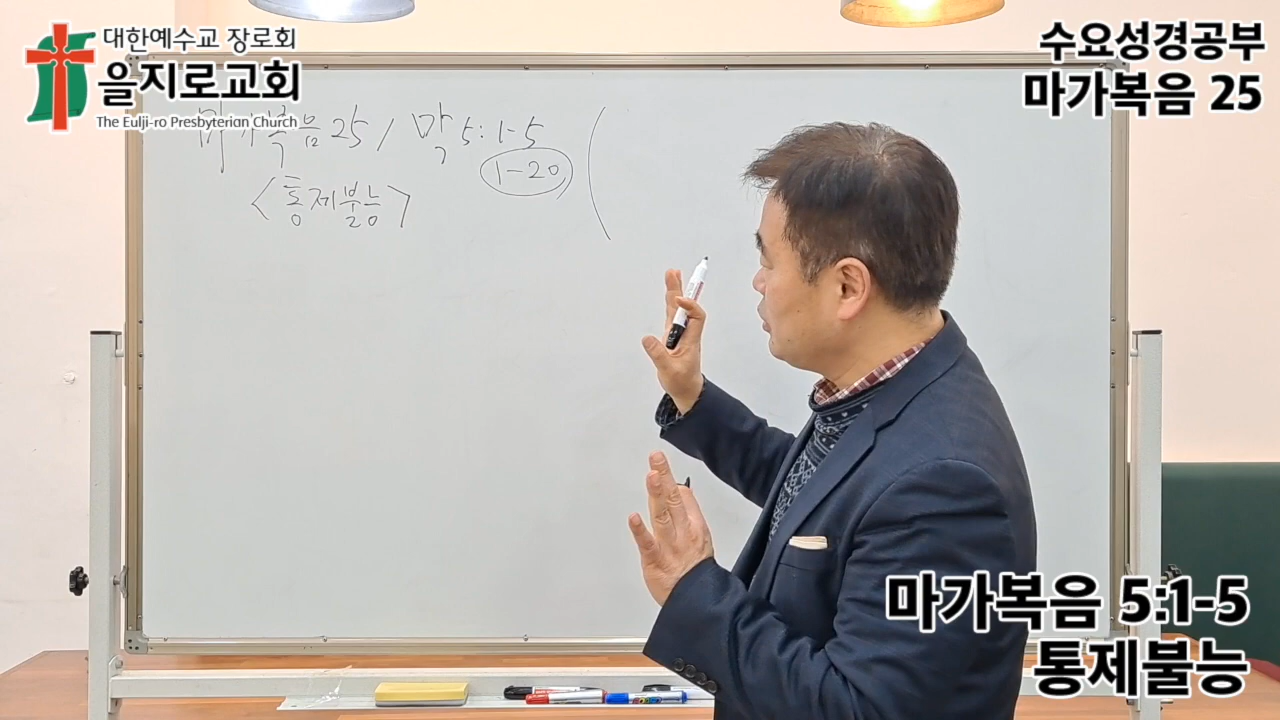 대한예수교 장로회
을지로교회
The Eulji-ro Presbyterian Church
수요성경공부
마가복음 25
마가복음 25 / 막 5:1-5
1-20
<통제불능>
마가복음 5:1-5
통제불능